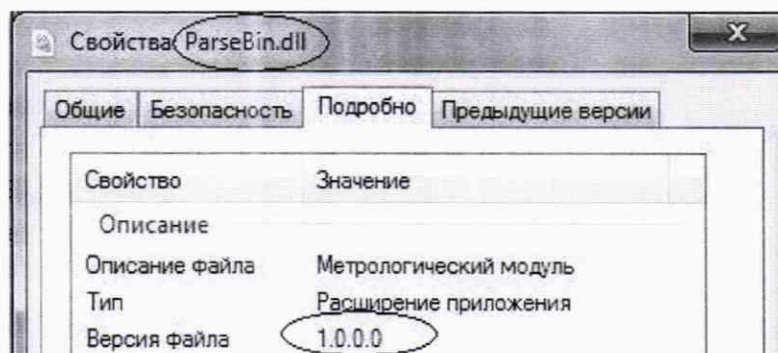 Свойства: ParseBin.dll
Общие Безопасность Подробно Предыдущие версии
Свойство Значение
Описание
Описание файла Метрологический модуль
Тип Расширение приложения
Версия файла 1.0.0.0